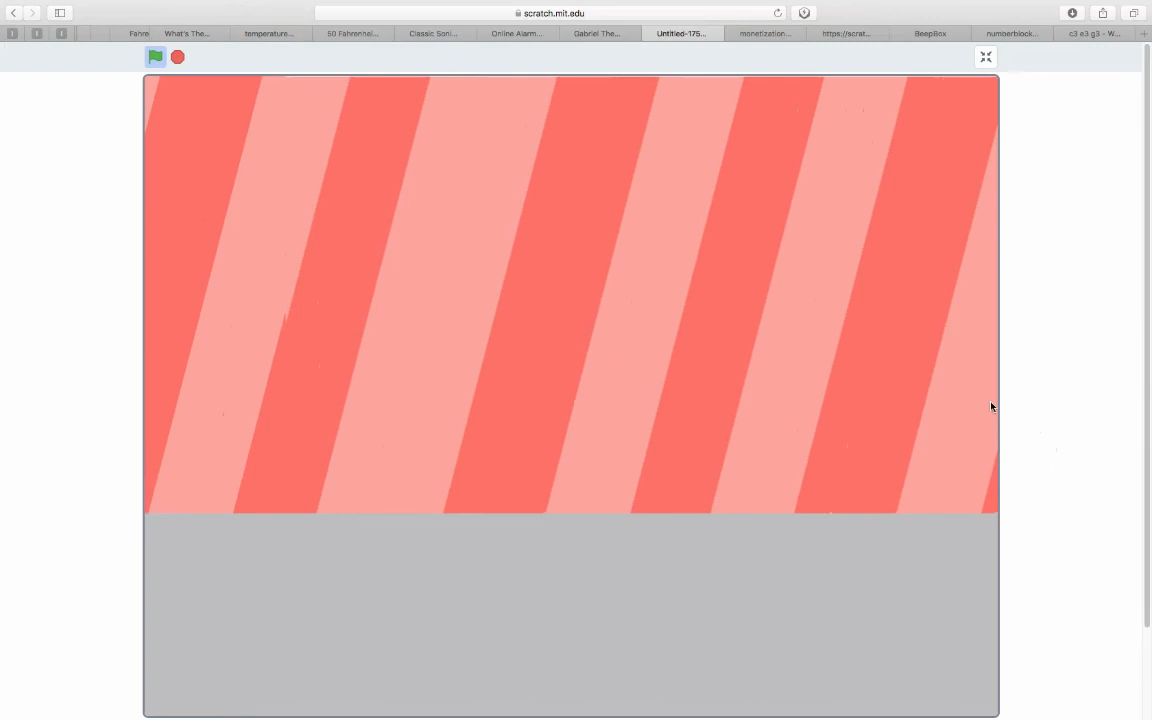 scratch.mit.edu
Fahre
What's The...
temperature...
50 Fahrenhei...
Classic Soni...
Online Alarm...
Gabriel The...
Untitled-175...
monetization...
https://scrat...
BeepBox
numberblock...
c3 e3 g3 - W...